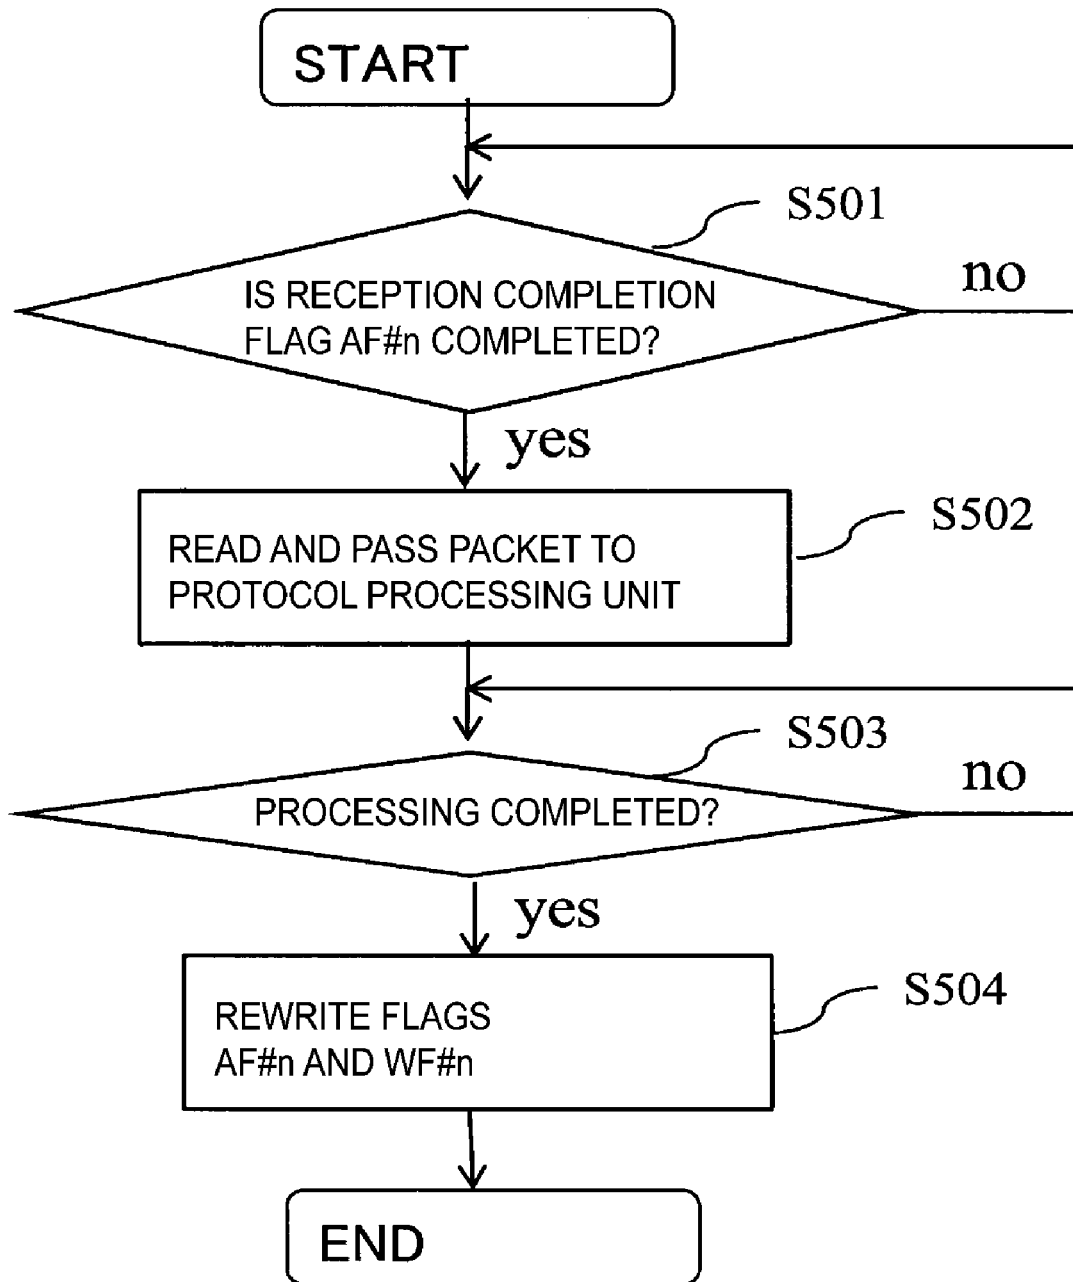 START
S501
IS RECEPTION COMPLETION
FLAG AF#n COMPLETED?
no
yes
S502
READ AND PASS PACKET TO
PROTOCOL PROCESSING UNIT
S503
PROCESSING COMPLETED?
no
yes
S504
REWRITE FLAGS
AF#n AND WF#n
END